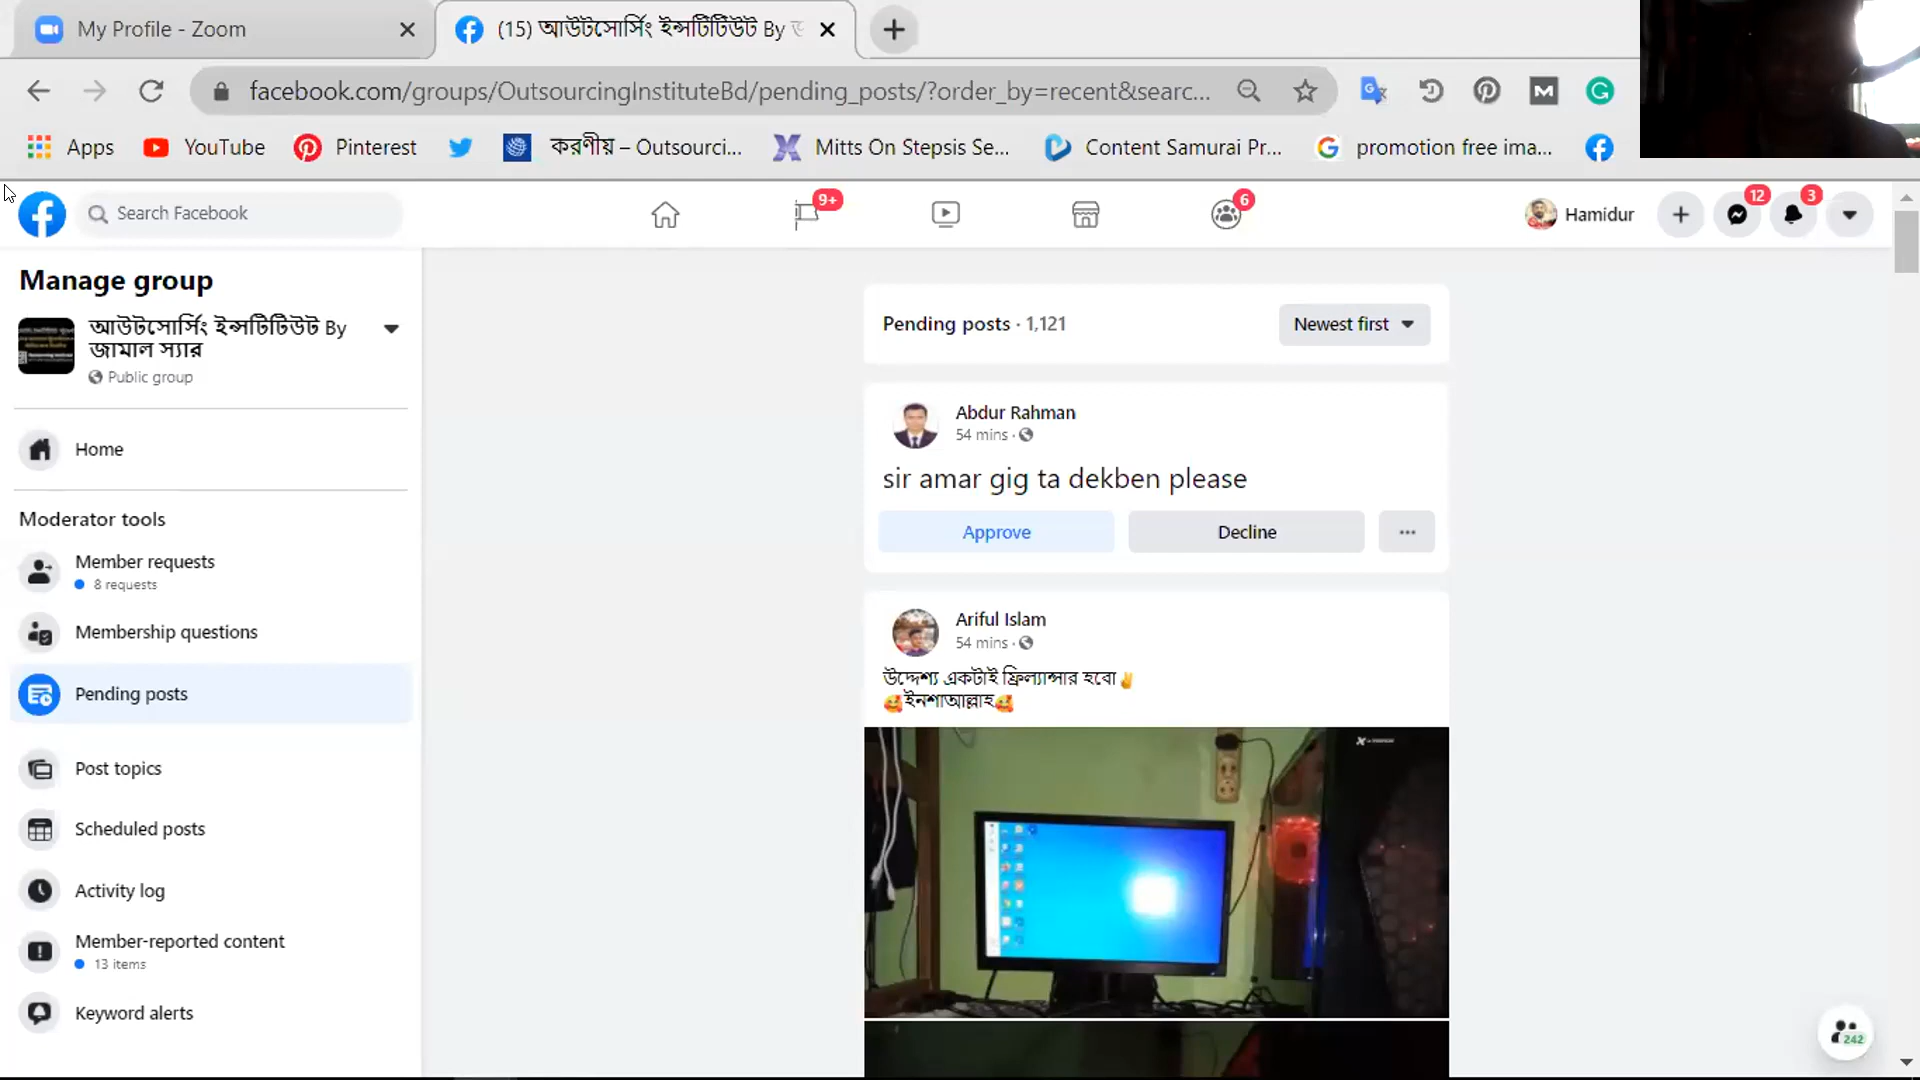 My Profile - Zoom
(15) আউটসোর্সিং ইন্সটিটিউট By
facebook.com/groups/OutsourcingInstituteBd/pending_posts/?order_by=recent&searc...
Apps
YouTube
Pinterest
করণীয় – Outsourci...
Mitts On Stepsis Se...
Content Samurai Pr...
promotion free ima...
Search Facebook
9+
6
Hamidur
12
3
Manage group
আউটসোর্সিং ইন্সটিটিউট By
জামাল স্যার
Public group
Home
Moderator tools
Member requests
8 requests
Membership questions
Pending posts
Post topics
Scheduled posts
Activity log
Member-reported content
13 items
Keyword alerts
Pending posts · 1,121
Newest first
Abdur Rahman
54 mins ·
sir amar gig ta dekben please
Approve
Decline
Ariful Islam
54 mins ·
উদ্দেশ্য একটাই ফ্রিল্যান্সার হবো✌
🥰ইনশাআল্লাহ🥰
242